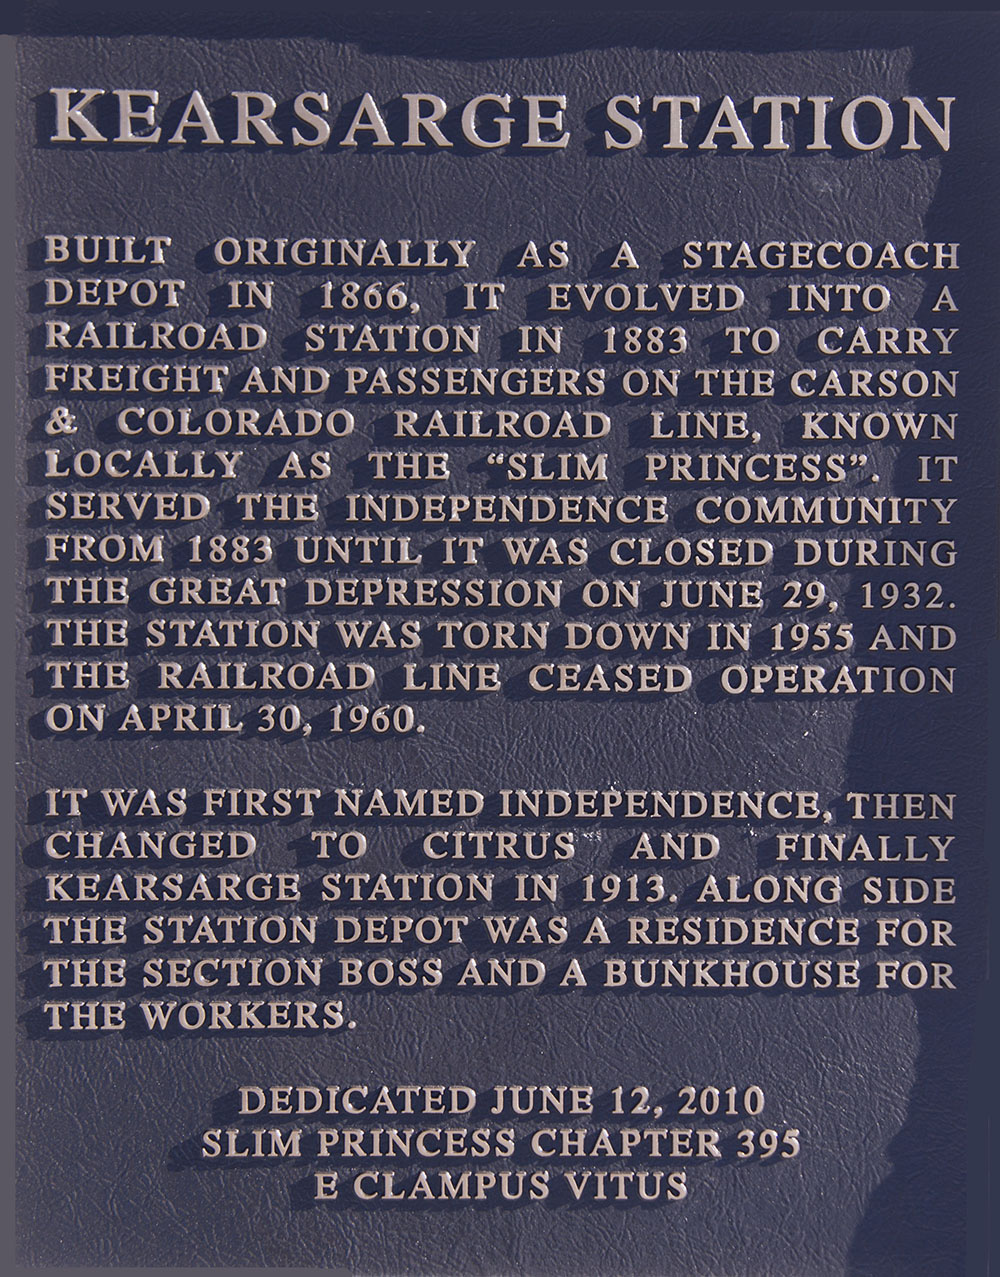 KEARSARGE STATION
BUILT ORIGINALLY AS A STAGECOACH
DEPOT IN 1866, IT EVOLVED INTO A
RAILROAD STATION IN 1883 TO CARRY
FREIGHT AND PASSENGERS ON THE CARSON
& COLORADO RAILROAD LINE, KNOWN
LOCALLY AS THE “SLIM PRINCESS”. IT
SERVED THE INDEPENDENCE COMMUNITY
FROM 1883 UNTIL IT WAS CLOSED DURING
THE GREAT DEPRESSION ON JUNE 29, 1932.
THE STATION WAS TORN DOWN IN 1955 AND
THE RAILROAD LINE CEASED OPERATION
ON APRIL 30, 1960.
IT WAS FIRST NAMED INDEPENDENCE, THEN
CHANGED TO CITRUS AND FINALLY
KEARSARGE STATION IN 1913. ALONG SIDE
THE STATION DEPOT WAS A RESIDENCE FOR
THE SECTION BOSS AND A BUNKHOUSE FOR
THE WORKERS.
DEDICATED JUNE 12, 2010
SLIM PRINCESS CHAPTER 395
E CLAMPUS VITUS